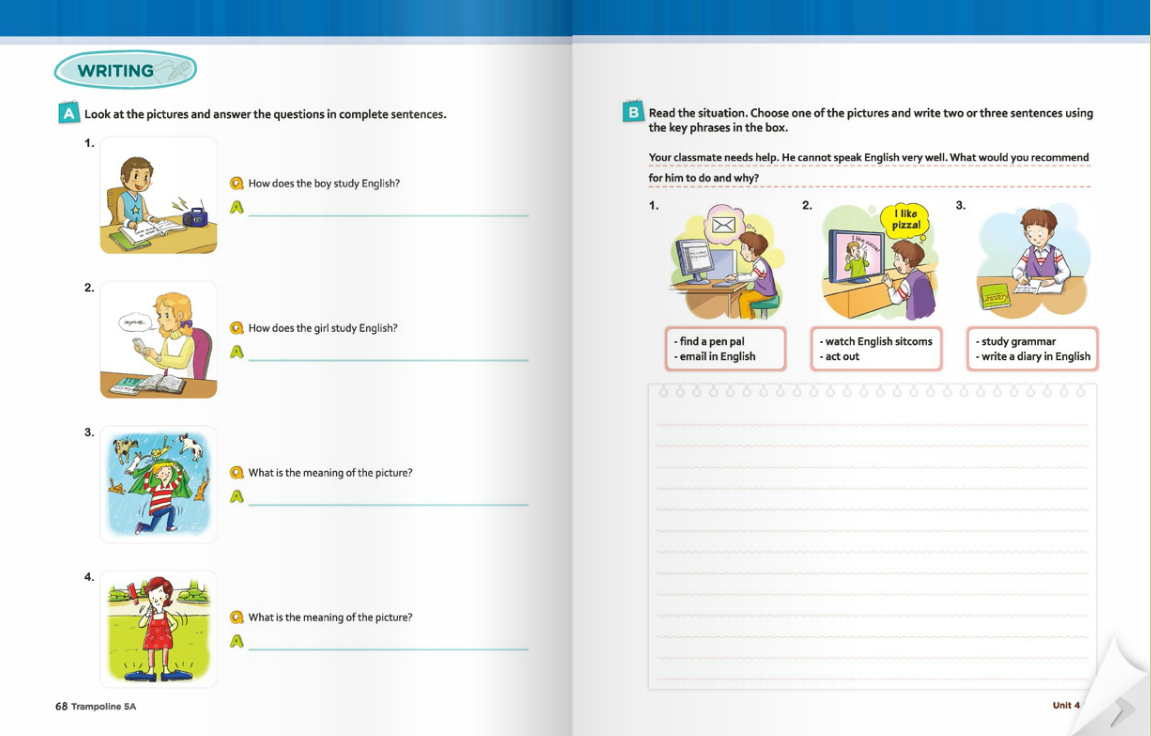 WRITING
A Look at the pictures and answer the questions in complete sentences.
1.
Q How does the boy study English?
A
2.
Q How does the girl study English?
A
3.
Q What is the meaning of the picture?
A
4.
Q What is the meaning of the picture?
A
68 Trampoline 5A
B Read the situation. Choose one of the pictures and write two or three sentences using
the key phrases in the box.
Your classmate needs help. He cannot speak English very well. What would you recommend
for him to do and why?
1.
2.
I like
pizza!
I like pizza!
3.
- find a pen pal
- email in English
- watch English sitcoms
- act out
- study grammar
- write a diary in English
Unit 4